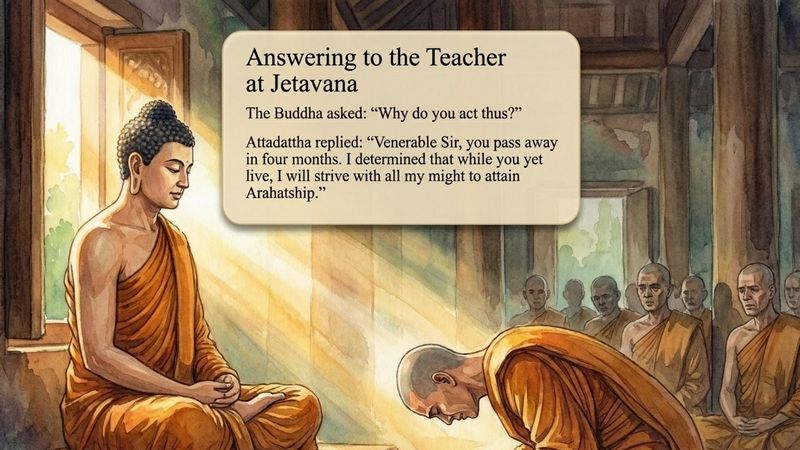 Answering to the Teacher
at Jetavana
The Buddha asked: “Why do you act thus?”
Attadattha replied: “Venerable Sir, you pass away
in four months. I determined that while you yet
live, I will strive with all my might to attain
Arahatship.”